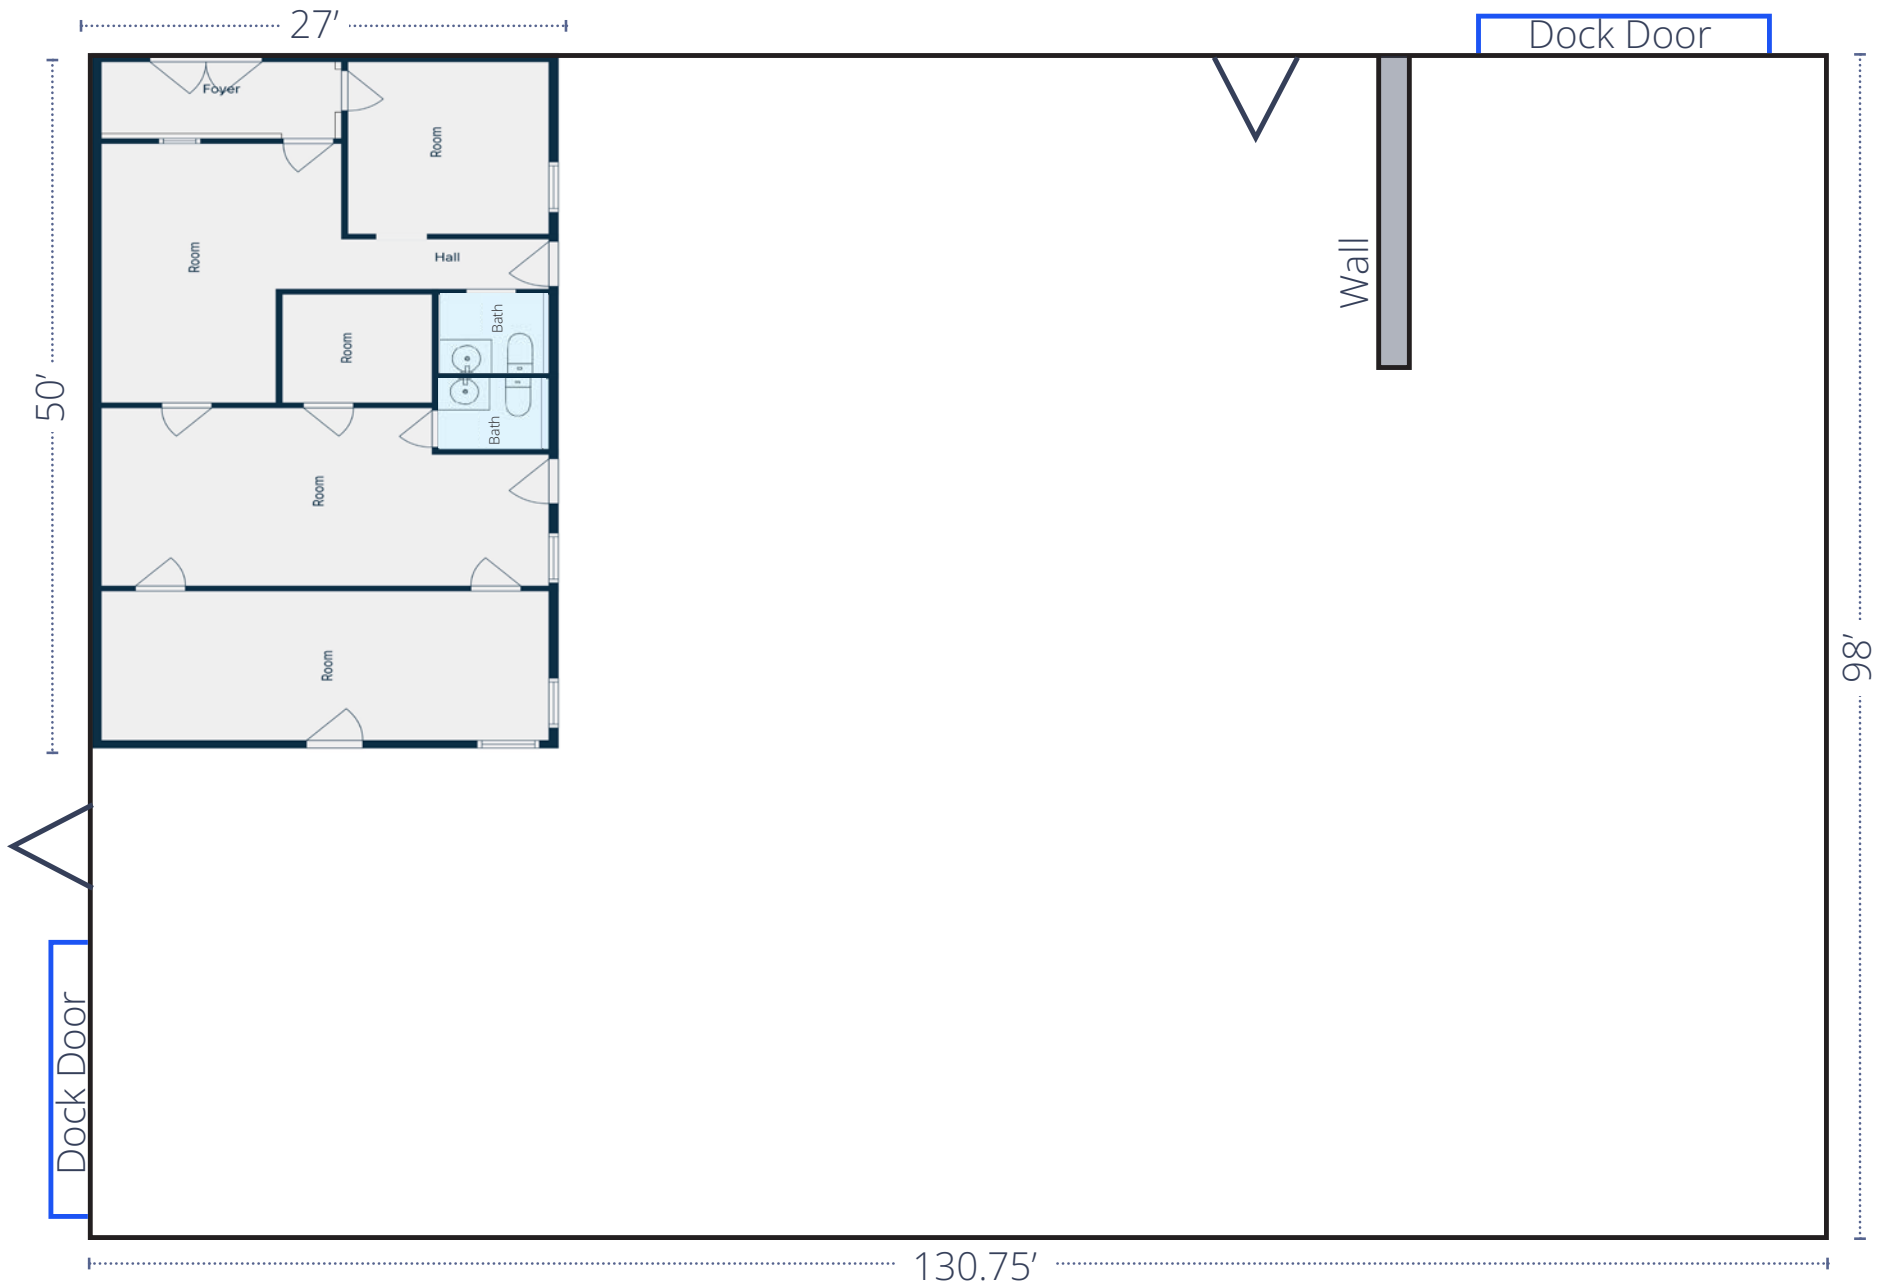 27’
Dock Door
Foyer
Room
Room
Hall
Wall
Bath
Room
50’
Bath
Room
98’
Room
Dock Door
130.75’